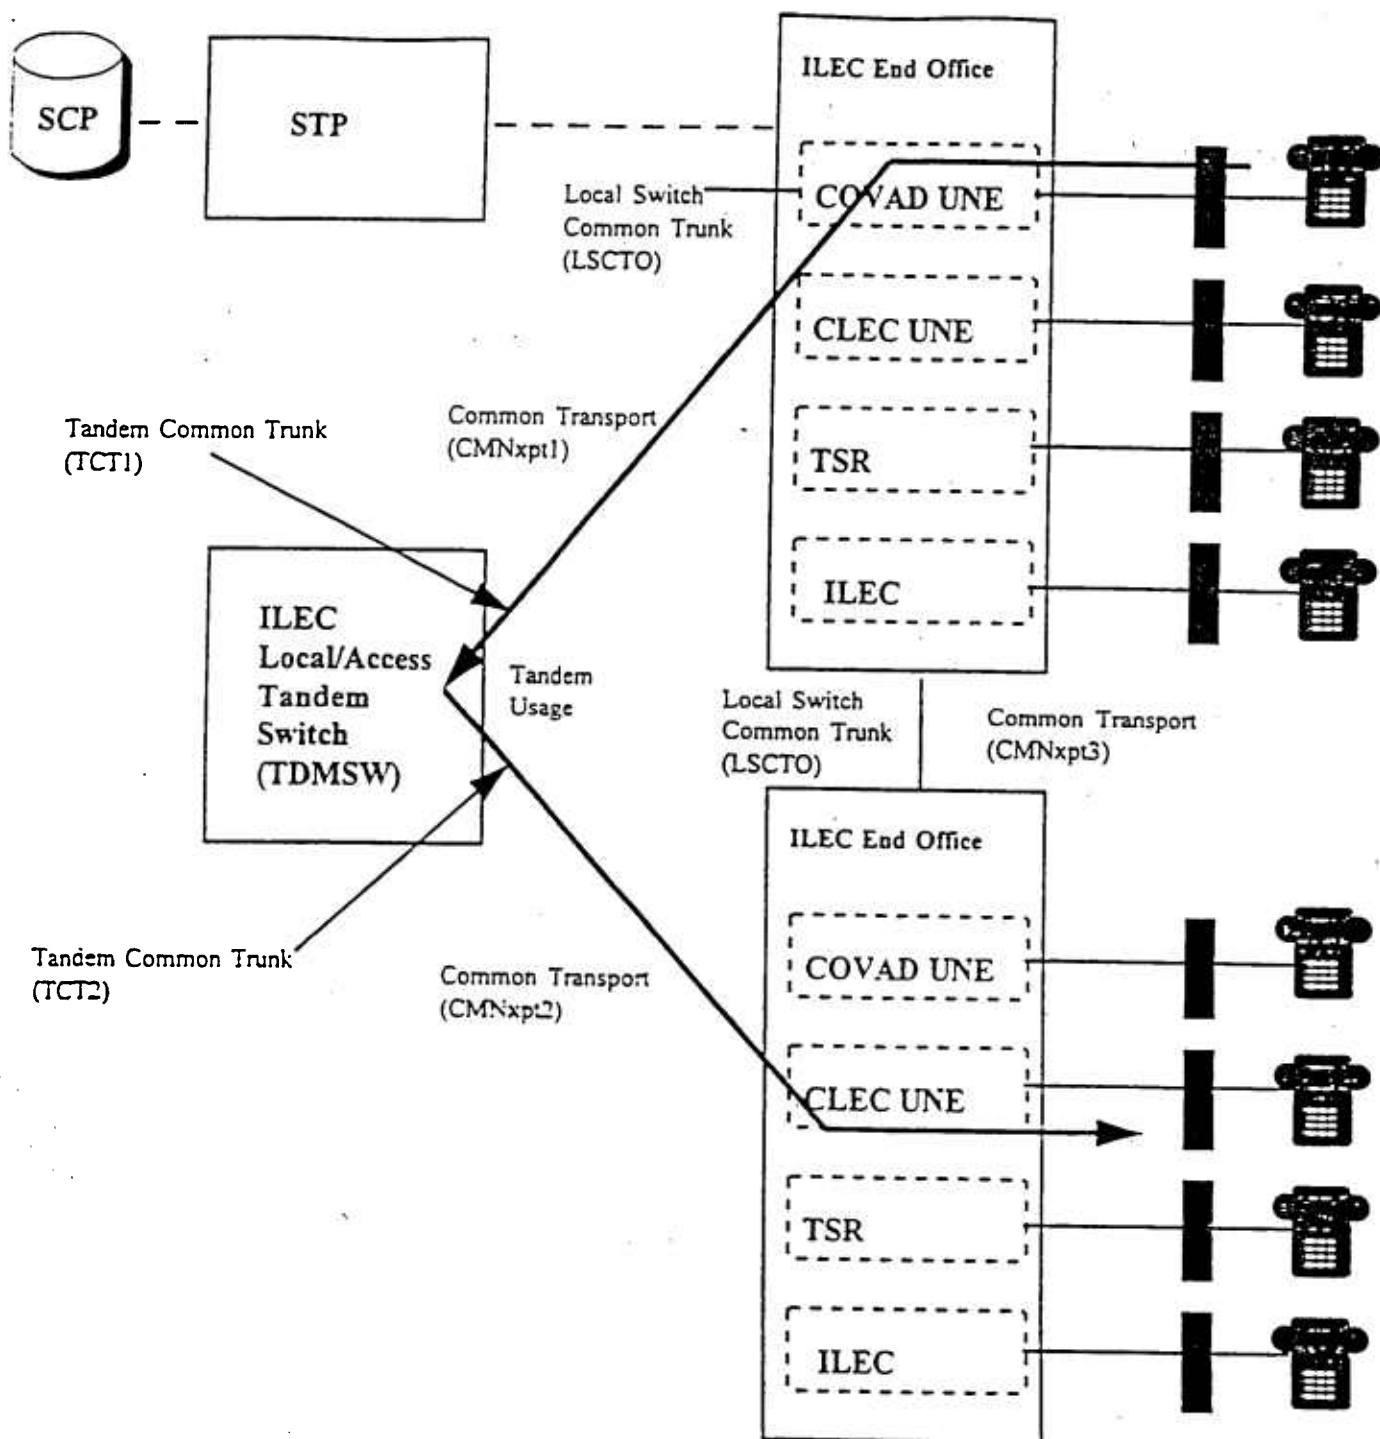 SCP
STP
ILEC End Office
COVAD UNE
Local Switch
Common Trunk
(LSCTO)
CLEC UNE
Common Transport
(CMNxpt1)
Tandem Common Trunk
(TCT1)
TSR
ILEC
ILEC
Local/Access
Tandem
Switch
(TDMSW)
Tandem
Usage
Local Switch
Common Trunk
(LSCTO)
Common Transport
(CMNxpt3)
ILEC End Office
Tandem Common Trunk
(TCT2)
Common Transport
(CMNxpt2)
COVAD UNE
CLEC UNE
TSR
ILEC